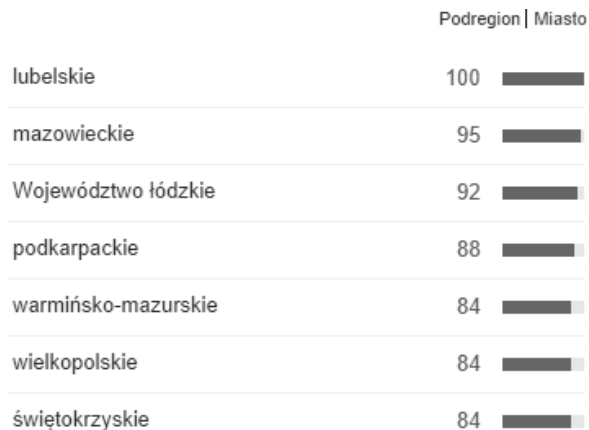 Podregion | Miasto
lubelskie 100
mazowieckie 95
Województwo łódzkie 92
podkarpackie 88
warmińsko-mazurskie 84
wielkopolskie 84
świętokrzyskie 84